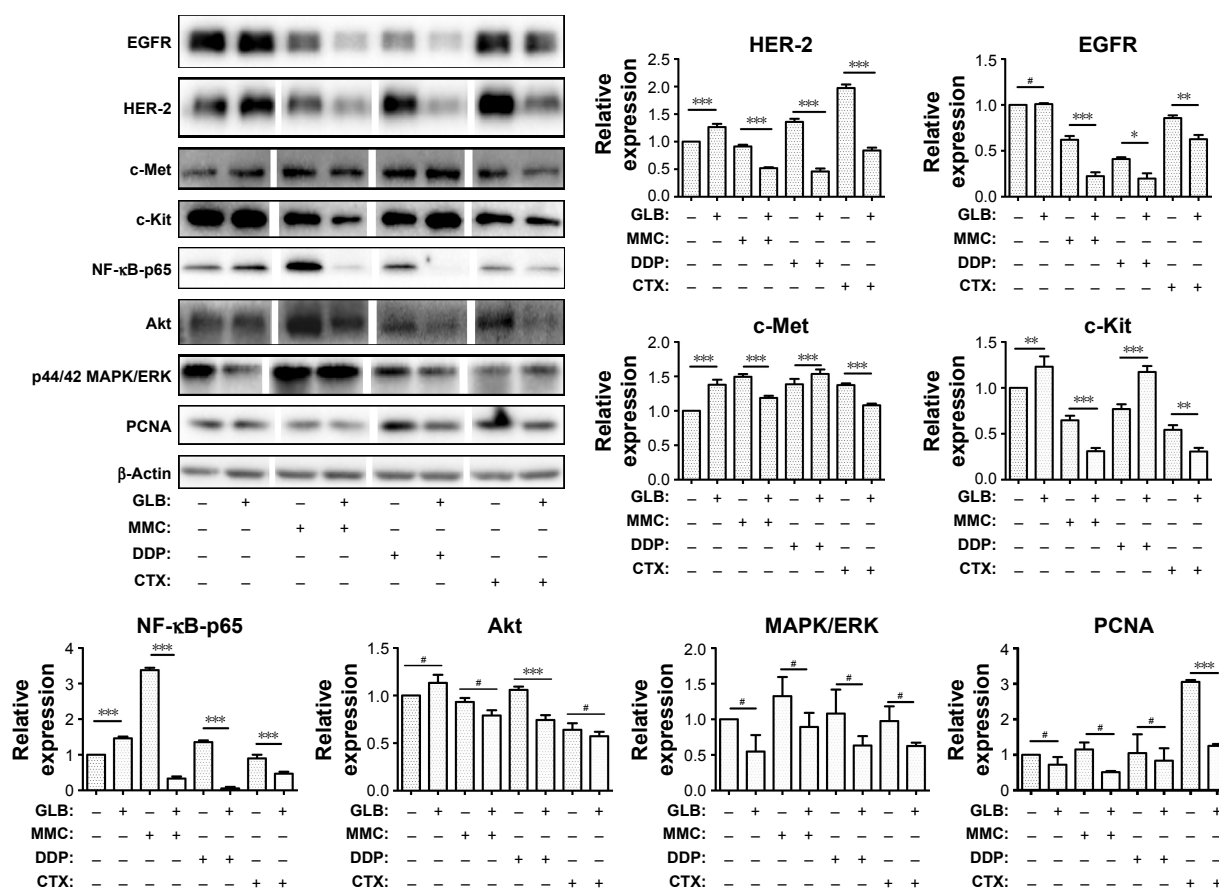 EGFR
HER-2
c-Met
c-Kit
NF-κB-p65
Akt
p44/42 MAPK/ERK
PCNA
β-Actin
GLB: – + – + – + – +
MMC: – – + + – – – –
DDP: – – – – + + – –
CTX: – – – – – – + +
HER-2
Relative expression
2.5
2.0
1.5
1.0
0.5
0.0
*** *** *** ***
GLB: – + – + – + – +
MMC: – – + + – – – –
DDP: – – – – + + – –
CTX: – – – – – – + +
EGFR
Relative expression
1.5
1.0
0.5
0.0
# *** * **
GLB: – + – + – + – +
MMC: – – + + – – – –
DDP: – – – – + + – –
CTX: – – – – – – + +
c-Met
Relative expression
2.0
1.5
1.0
0.5
0.0
*** *** *** ***
GLB: – + – + – + – +
MMC: – – + + – – – –
DDP: – – – – + + – –
CTX: – – – – – – + +
c-Kit
Relative expression
1.5
1.0
0.5
0.0
** *** *** **
GLB: – + – + – + – +
MMC: – – + + – – – –
DDP: – – – – + + – –
CTX: – – – – – – + +
NF-κB-p65
Relative expression
4
3
2
1
0
*** *** *** ***
GLB: – + – + – + – +
MMC: – – + + – – – –
DDP: – – – – + + – –
CTX: – – – – – – + +
Akt
Relative expression
1.5
1.0
0.5
0.0
# # *** #
GLB: – + – + – + – +
MMC: – – + + – – – –
DDP: – – – – + + – –
CTX: – – – – – – + +
MAPK/ERK
Relative expression
2.0
1.5
1.0
0.5
0.0
# # # #
GLB: – + – + – + – +
MMC: – – + + – – – –
DDP: – – – – + + – –
CTX: – – – – – – + +
PCNA
Relative expression
4
3
2
1
0
# # # ***
GLB: – + – + – + – +
MMC: – – + + – – – –
DDP: – – – – + + – –
CTX: – – – – – – + +